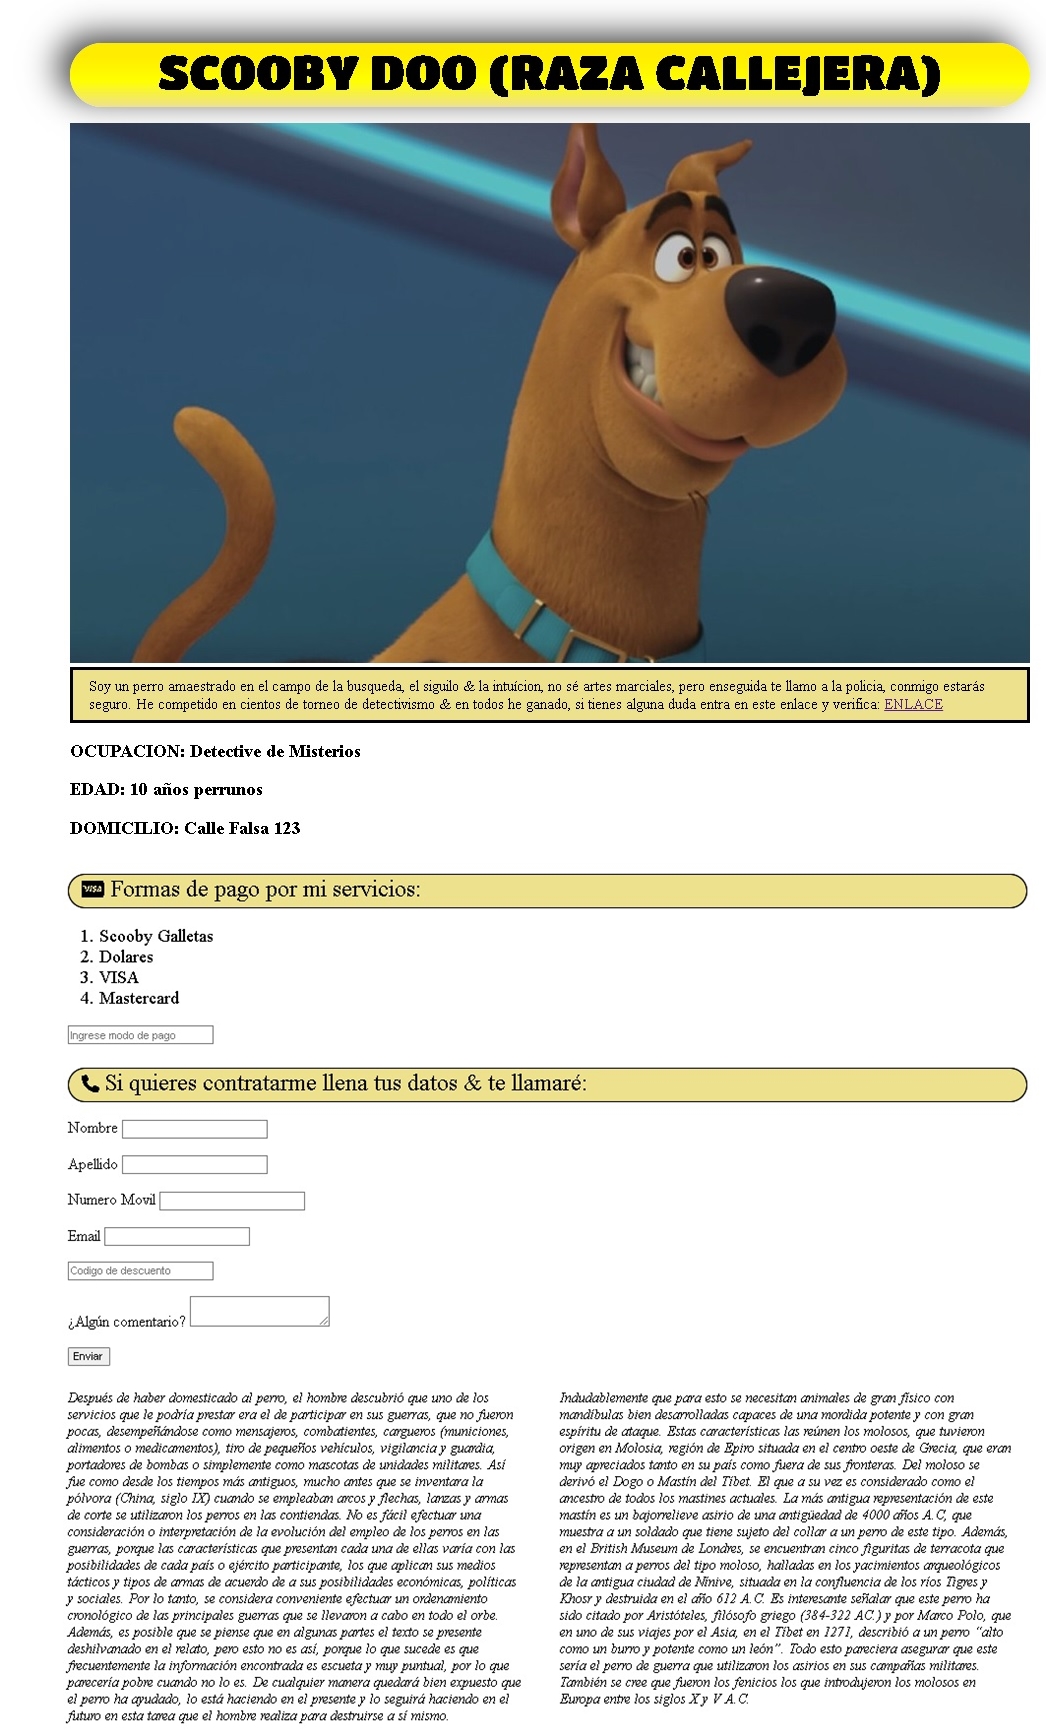 SCOOBY DOO (RAZA CALLEJERA)
Soy un perro amaestrado en el campo de la busqueda, el siguilo & la intuícion, no sé artes marciales, pero enseguida te llamo a la policia, conmigo estarás
seguro. He competido en cientos de torneo de detectivismo & en todos he ganado, si tienes alguna duda entra en este enlace y verifica: ENLACE
OCUPACION: Detective de Misterios
EDAD: 10 años perrunos
DOMICILIO: Calle Falsa 123
VISA Formas de pago por mi servicios:
1. Scooby Galletas
2. Dolares
3. VISA
4. Mastercard
Ingrese modo de pago
Si quieres contratarme llena tus datos & te llamaré:
Nombre
Apellido
Numero Movil
Email
Codigo de descuento
¿Algún comentario?
Enviar
Después de haber domesticado al perro, el hombre descubrió que uno de los
servicios que le podría prestar era el de participar en sus guerras, que no fueron
pocas, desempeñándose como mensajeros, combatientes, cargueros (municiones,
alimentos o medicamentos), tiro de pequeños vehículos, vigilancia y guardia,
portadores de bombas o simplemente como mascotas de unidades militares. Así
fue como desde los tiempos más antiguos, mucho antes que se inventara la
pólvora (China, siglo IX) cuando se empleaban arcos y flechas, lanzas y armas
de corte se utilizaron los perros en las contiendas. No es fácil efectuar una
consideración o interpretación de la evolución del empleo de los perros en las
guerras, porque las características que presentan cada una de ellas varía con las
posibilidades de cada país o ejército participante, los que aplican sus medios
tácticos y tipos de armas de acuerdo de a sus posibilidades económicas, políticas
y sociales. Por lo tanto, se considera conveniente efectuar un ordenamiento
cronológico de las principales guerras que se llevaron a cabo en todo el orbe.
Además, es posible que se piense que en algunas partes el texto se presente
deshilvanado en el relato, pero esto no es así, porque lo que sucede es que
frecuentemente la información encontrada es escueta y muy puntual, por lo que
parecería pobre cuando no lo es. De cualquier manera quedará bien expuesto que
el perro ha ayudado, lo está haciendo en el presente y lo seguirá haciendo en el
futuro en esta tarea que el hombre realiza para destruirse a sí mismo.
Indudablemente que para esto se necesitan animales de gran físico con
mandíbulas bien desarrolladas capaces de una mordida potente y con gran
espíritu de ataque. Estas características las reúnen los molosos, que tuvieron
origen en Molosia, región de Epiro situada en el centro oeste de Grecia, que eran
muy apreciados tanto en su país como fuera de sus fronteras. Del moloso se
derivó el Dogo o Mastín del Tíbet. El que a su vez es considerado como el
ancestro de todos los mastines actuales. La más antigua representación de este
mastín es un bajorrelieve asirio de una antigüedad de 4000 años A.C, que
muestra a un soldado que tiene sujeto del collar a un perro de este tipo. Además,
en el British Museum de Londres, se encuentran cinco figuritas de terracota que
representan a perros del tipo moloso, halladas en los yacimientos arqueológicos
de la antigua ciudad de Nínive, situada en la confluencia de los ríos Tigres y
Khosr y destruida en el año 612 A.C. Es interesante señalar que este perro ha
sido citado por Aristóteles, filósofo griego (384-322 AC.) y por Marco Polo, que
en uno de sus viajes por el Asia, en el Tíbet en 1271, describió a un perro “alto
como un burro y potente como un león”. Todo esto pareciera asegurar que este
sería el perro de guerra que utilizaron los asirios en sus campañas militares.
También se cree que fueron los fenicios los que introdujeron los molosos en
Europa entre los siglos X y V A.C.